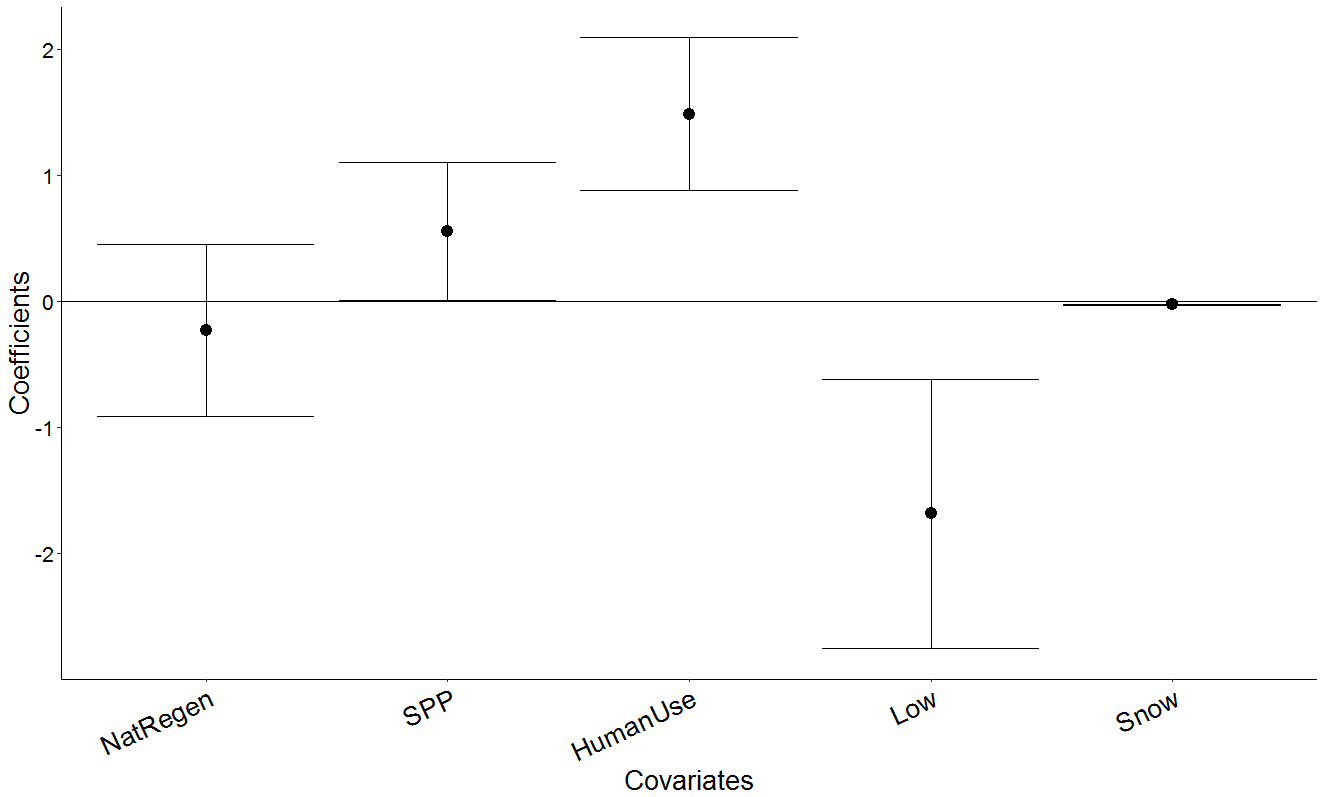 Coefficients
2
1
0
-1
-2
NatRegen
SPP
HumanUse
Low
Snow
Covariates